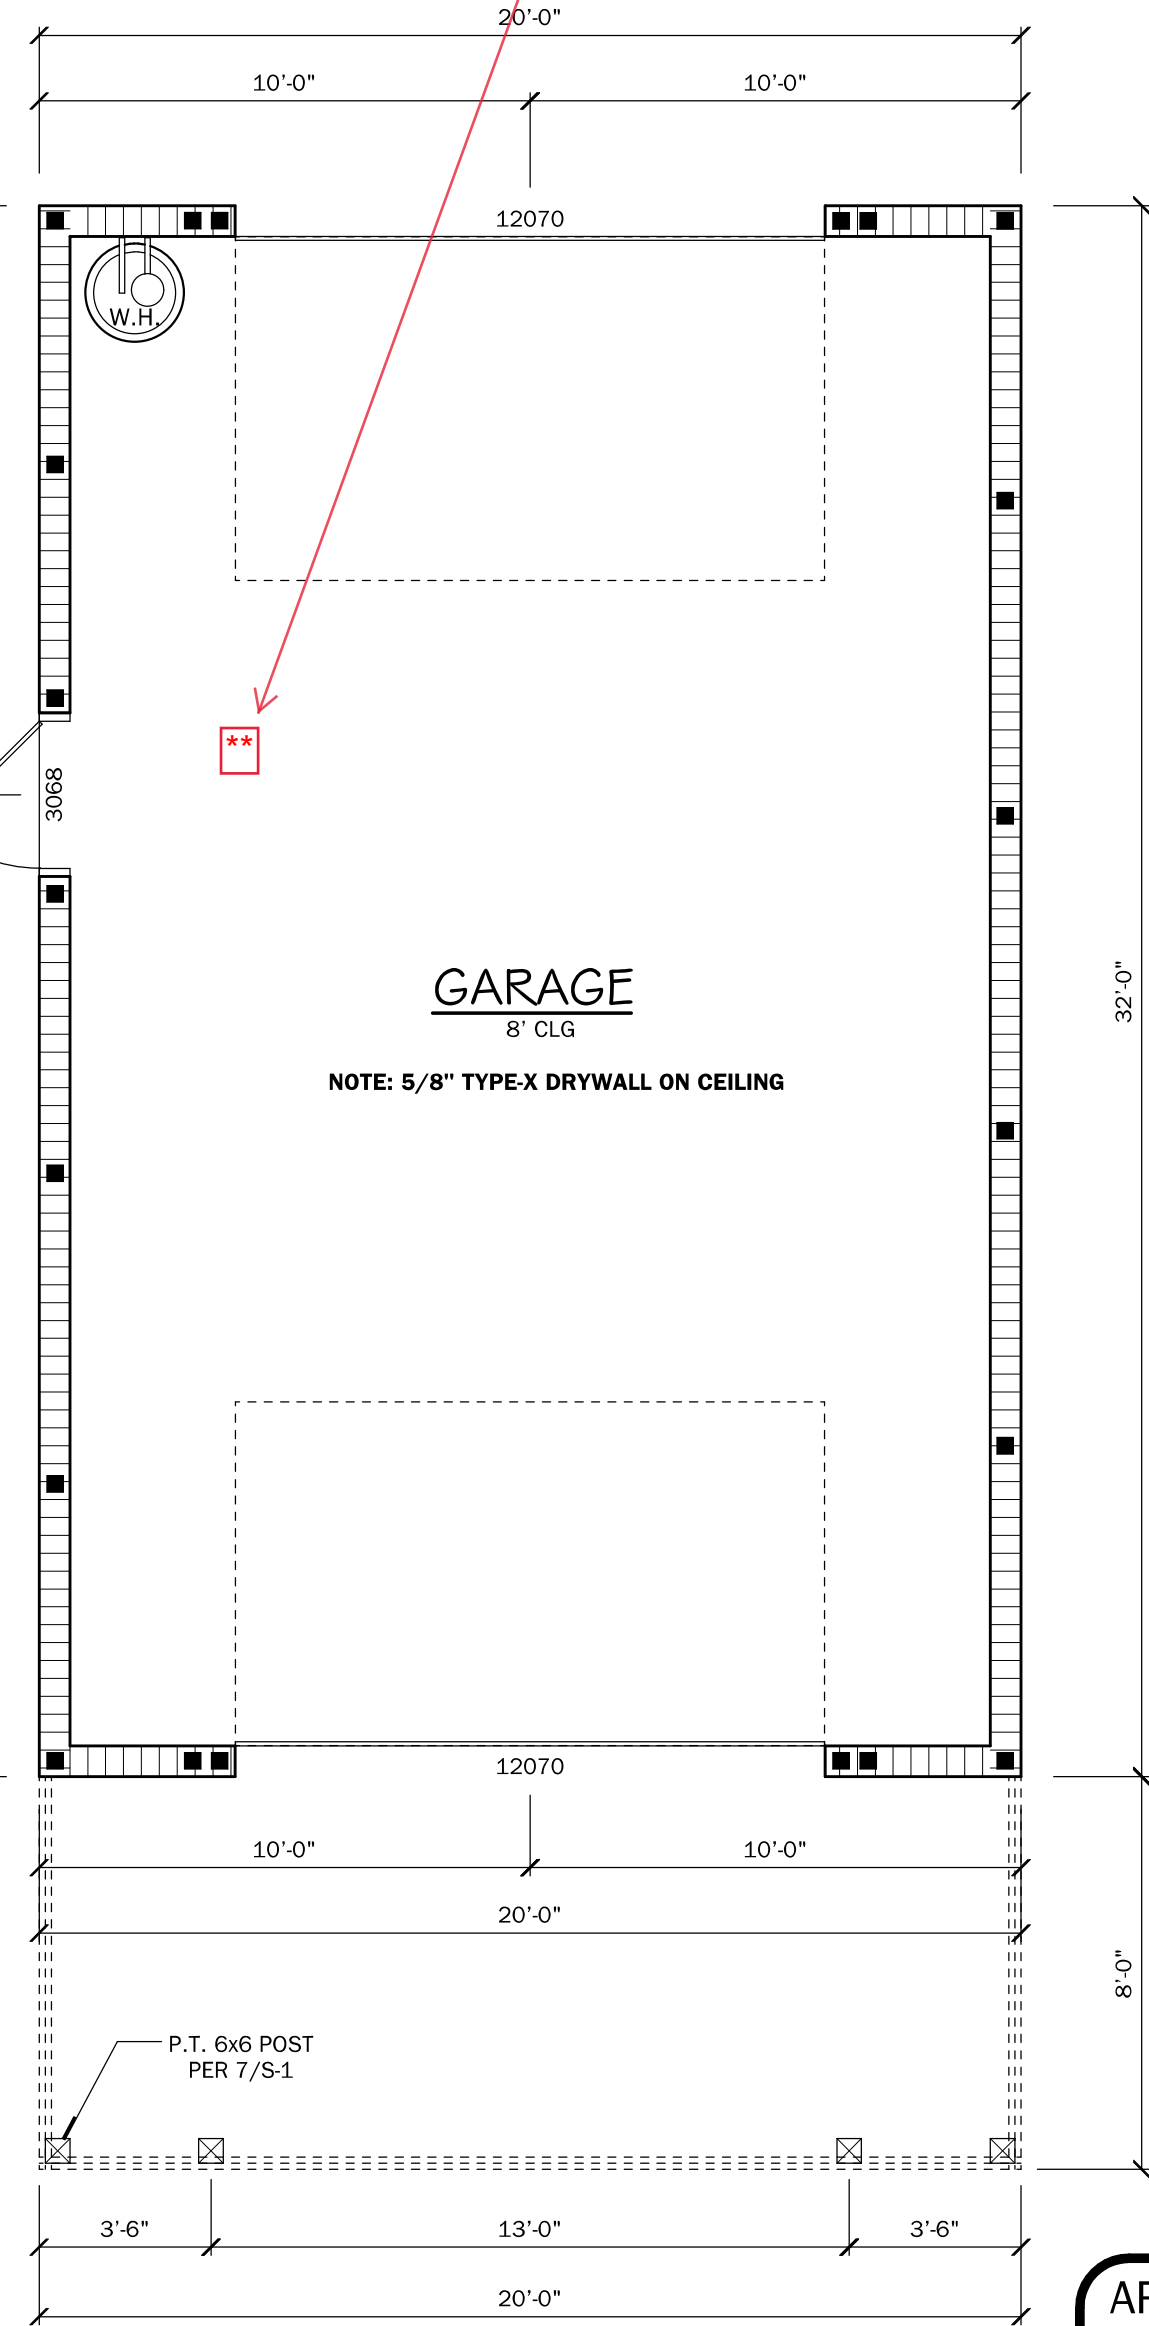 20'-0"
10'-0"
10'-0"
12070
W.H.
**
3068
GARAGE
8' CLG
NOTE: 5/8" TYPE-X DRYWALL ON CEILING
32'-0"
12070
10'-0"
10'-0"
20'-0"
8'-0"
P.T. 6x6 POST
PER 7/S-1
3'-6"
13'-0"
3'-6"
20'-0"